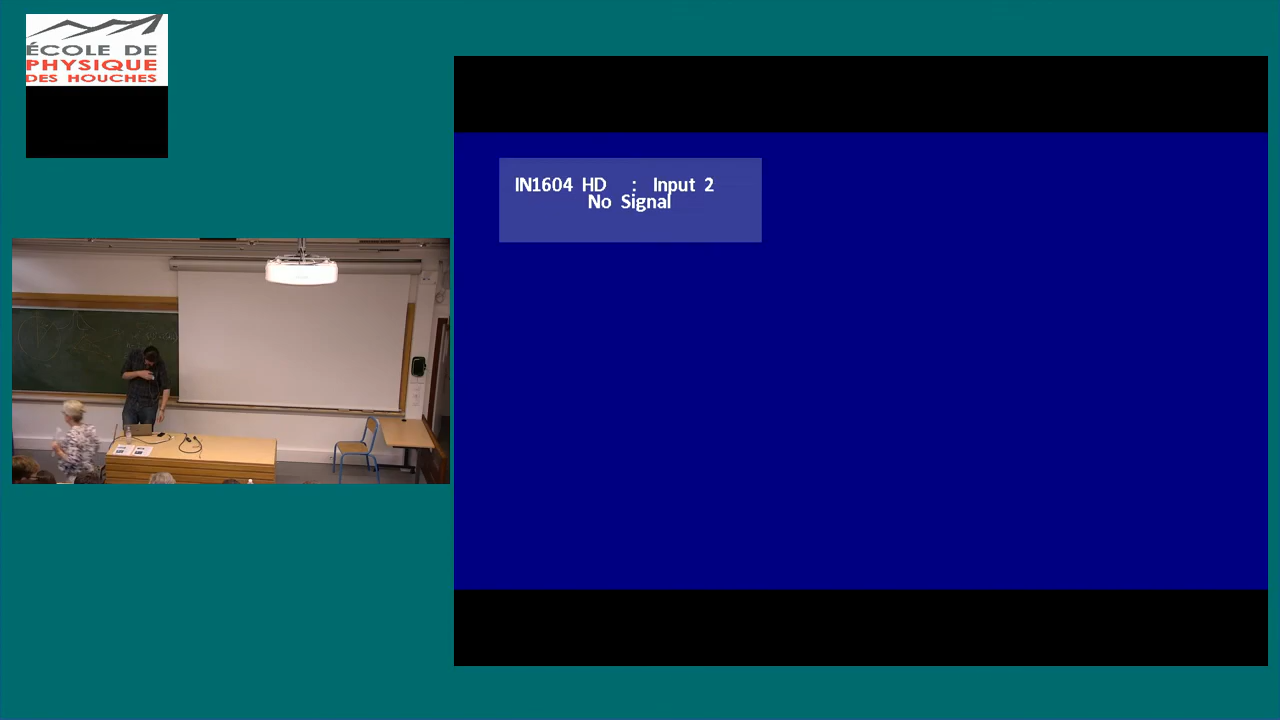 ÉCOLE DE
PHYSIQUE
DES HOUCHES
IN1604 HD : Input 2
No Signal